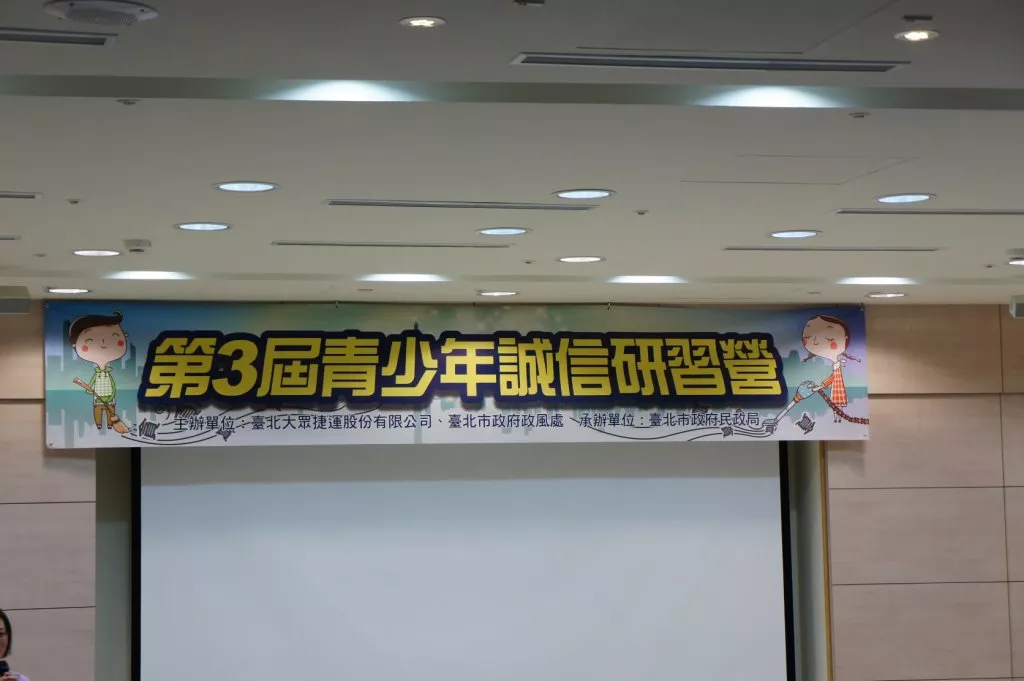 第3屆青少年誠信研習營
主辦單位：臺北大眾捷運股份有限公司、臺北市政府政風處 承辦單位：臺北市政府民政局